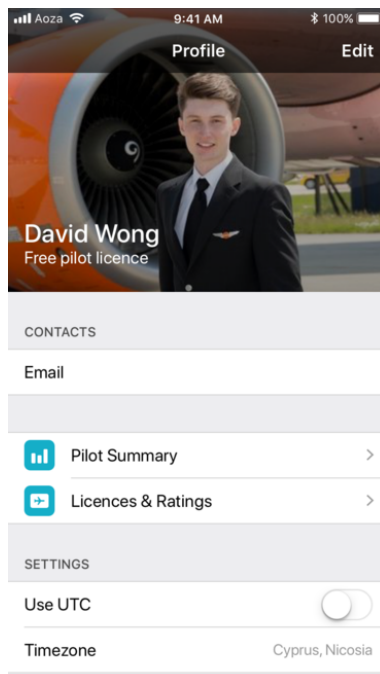 Aoza 9:41 AM 100%
Profile Edit
David Wong
Free pilot licence
CONTACTS
Email
Pilot Summary
Licences & Ratings
SETTINGS
Use UTC
Timezone Cyprus, Nicosia